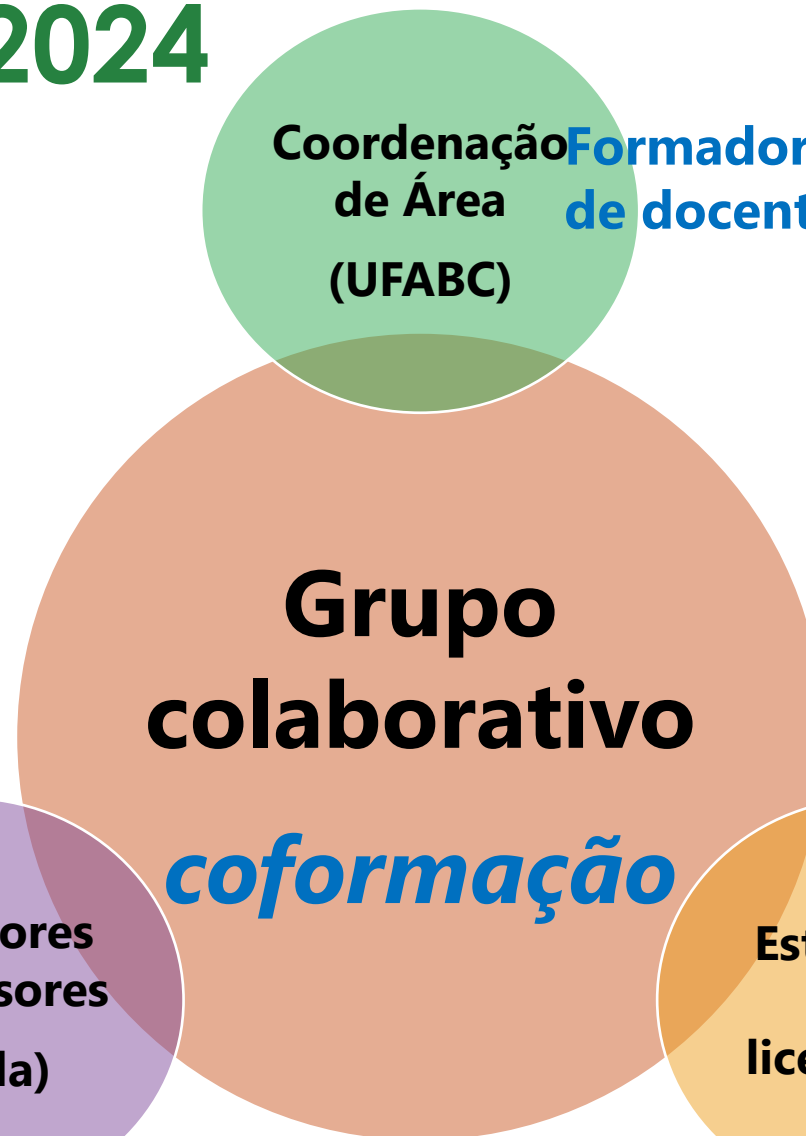 2024
Coordenação
de Área
(UFABC)
Formador
de docent
Grupo
colaborativo
coformação
ores
sores
la)
Est
lice